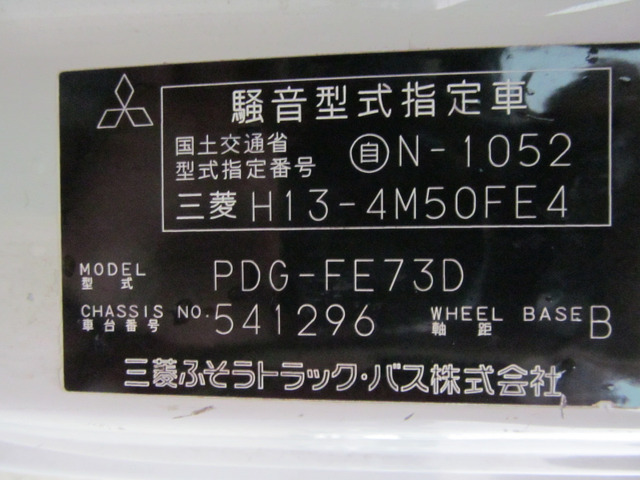 騒音型式指定車
国土交通省
型式指定番号 自N-1052
三菱 H13-4M50FE4
MODEL
型式 PDG-FE73D
CHASSIS NO.
車台番号 541296 WHEEL BASE
軸距 B
三菱ふそうトラック・バス株式会社